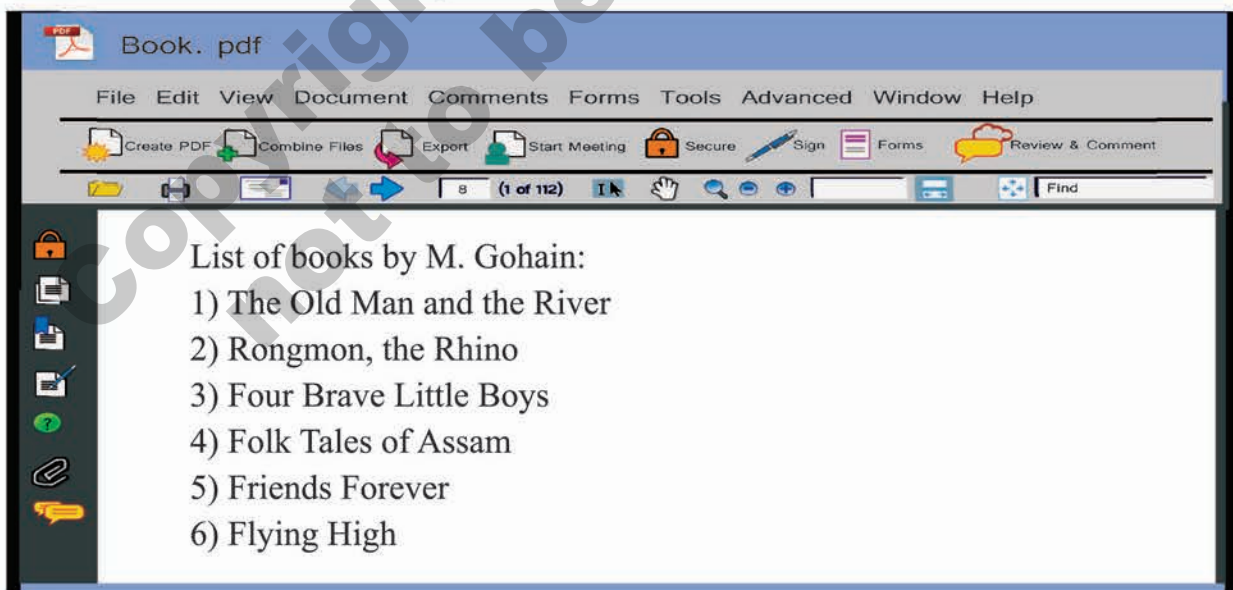 PDF
Book. pdf
File Edit View Document Comments Forms Tools Advanced Window Help
Create PDF Combine Files Export Start Meeting Secure Sign Forms Review & Comment
8 (1 of 112) Find
List of books by M. Gohain:
1) The Old Man and the River
2) Rongmon, the Rhino
3) Four Brave Little Boys
4) Folk Tales of Assam
5) Friends Forever
6) Flying High